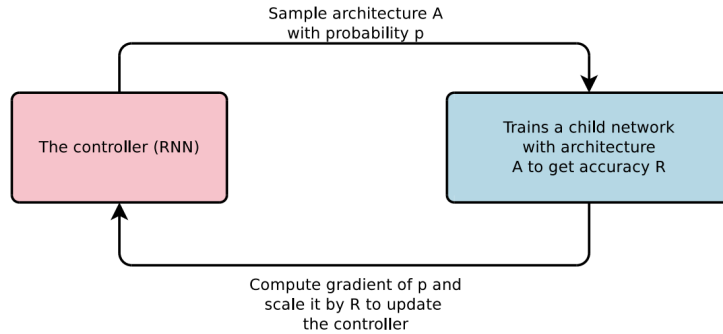 Sample architecture A
with probability p
The controller (RNN)
Trains a child network
with architecture
A to get accuracy R
Compute gradient of p and
scale it by R to update
the controller